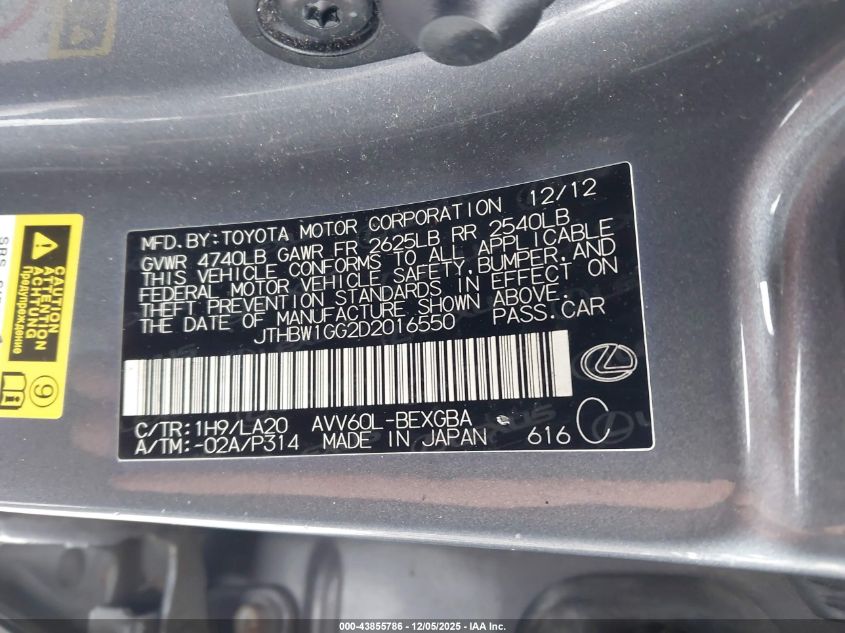 MFD. BY: TOYOTA MOTOR CORPORATION 12/12
GVWR 4740LB GAWR FR 2625LB RR 2540LB
THIS VEHICLE CONFORMS TO ALL APPLICABLE
FEDERAL MOTOR VEHICLE SAFETY, BUMPER, AND
THEFT PREVENTION STANDARDS IN EFFECT ON
THE DATE OF MANUFACTURE SHOWN ABOVE.
JTHBW1GG2D2016550 PASS.CAR
C/TR: 1H9/LA20 AVV60L-BEXGBA
A/TM: -02A/P314 MADE IN JAPAN 616
CAUTION
ATTENTION
ACHTUNG
Предупреждение
9
000-43855786 - 12/05/2025 - IAA Inc.